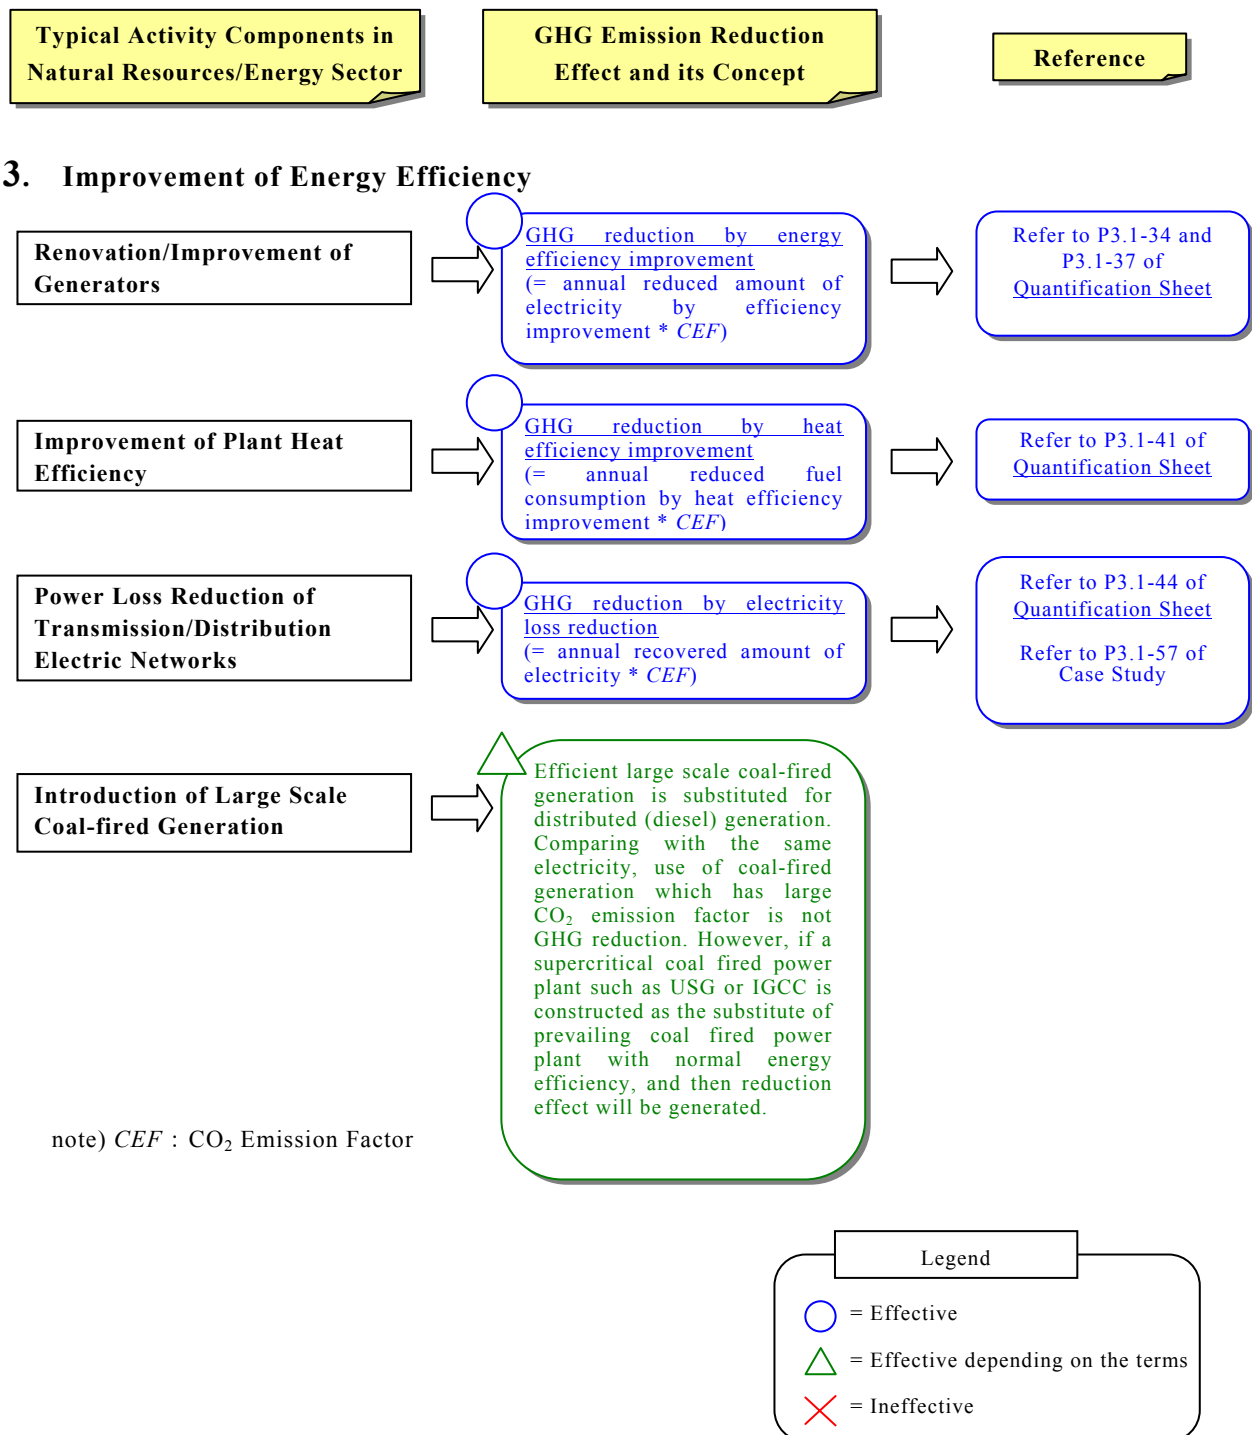 Typical Activity Components in
Natural Resources/Energy Sector
GHG Emission Reduction
Effect and its Concept
Reference
3. Improvement of Energy Efficiency
Renovation/Improvement of
Generators
GHG reduction by energy
efficiency improvement
(= annual reduced amount of
electricity by efficiency
improvement * CEF)
Refer to P3.1-34 and
P3.1-37 of
Quantification Sheet
Improvement of Plant Heat
Efficiency
GHG reduction by heat
efficiency improvement
(= annual reduced fuel
consumption by heat efficiency
improvement * CEF)
Refer to P3.1-41 of
Quantification Sheet
Power Loss Reduction of
Transmission/Distribution
Electric Networks
GHG reduction by electricity
loss reduction
(= annual recovered amount of
electricity * CEF)
Refer to P3.1-44 of
Quantification Sheet
Refer to P3.1-57 of
Case Study
Introduction of Large Scale
Coal-fired Generation
Efficient large scale coal-fired
generation is substituted for
distributed (diesel) generation.
Comparing with the same
electricity, use of coal-fired
generation which has large
CO₂ emission factor is not
GHG reduction. However, if a
supercritical coal fired power
plant such as USG or IGCC is
constructed as the substitute of
prevailing coal fired power
plant with normal energy
efficiency, and then reduction
effect will be generated.
note) CEF : CO₂ Emission Factor
Legend
= Effective
= Effective depending on the terms
= Ineffective